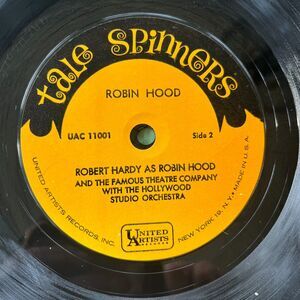 tale spinners
ROBIN HOOD
UAC 11001 Side 2
ROBERT HARDY AS ROBIN HOOD
AND THE FAMOUS THEATRE COMPANY
WITH THE HOLLYWOOD
STUDIO ORCHESTRA
UNITED ARTISTS RECORDS, INC.
UNITED
ARTISTS
RECORDS
NEW YORK 19, N.Y. • MADE IN U.S.A.